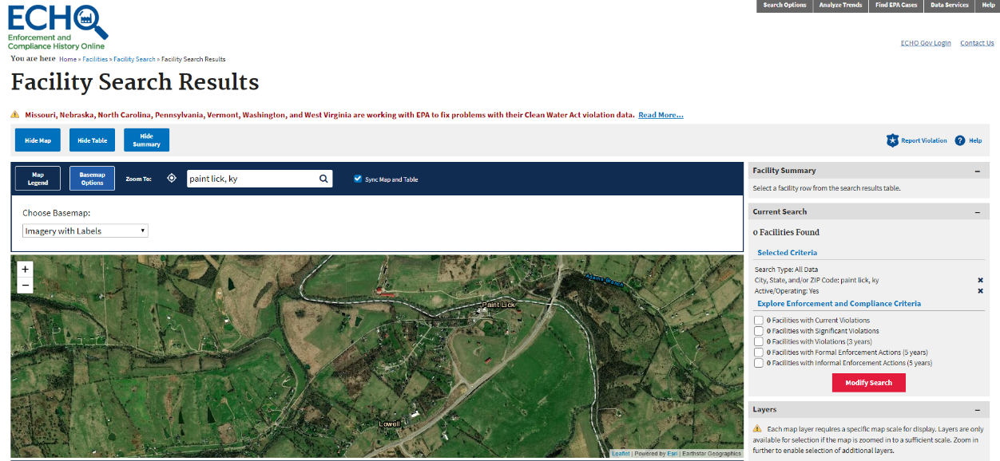 Search Options Analyze Trends Find EPA Cases Data Services Help
ECHO
Enforcement and
Compliance History Online
ECHO Gov Login Contact Us
You are here Home » Facilities » Facility Search » Facility Search Results
Facility Search Results
Missouri, Nebraska, North Carolina, Pennsylvania, Vermont, Washington, and West Virginia are working with EPA to fix problems with their Clean Water Act violation data. Read More...
Hide Map Hide Table Hide
Summary
Report Violation ? Help
Map
Legend
Basemap
Options
Zoom To: paint lick, ky Sync Map and Table
Choose Basemap:
Imagery with Labels
+
−
Adams Branch
Paint Lick
Lowell
Leaflet | Powered by Esri | Earthstar Geographics
Facility Summary −
Select a facility row from the search results table.
Current Search −
0 Facilities Found
Selected Criteria
Search Type: All Data
City, State, and/or ZIP Code: paint lick, ky
Active/Operating: Yes
Explore Enforcement and Compliance Criteria
0 Facilities with Current Violations
0 Facilities with Significant Violations
0 Facilities with Violations (3 years)
0 Facilities with Formal Enforcement Actions (5 years)
0 Facilities with Informal Enforcement Actions (5 years)
Modify Search
Layers −
Each map layer requires a specific map scale for display. Layers are only
available for selection if the map is zoomed in to a sufficient scale. Zoom in
further to enable selection of additional layers.